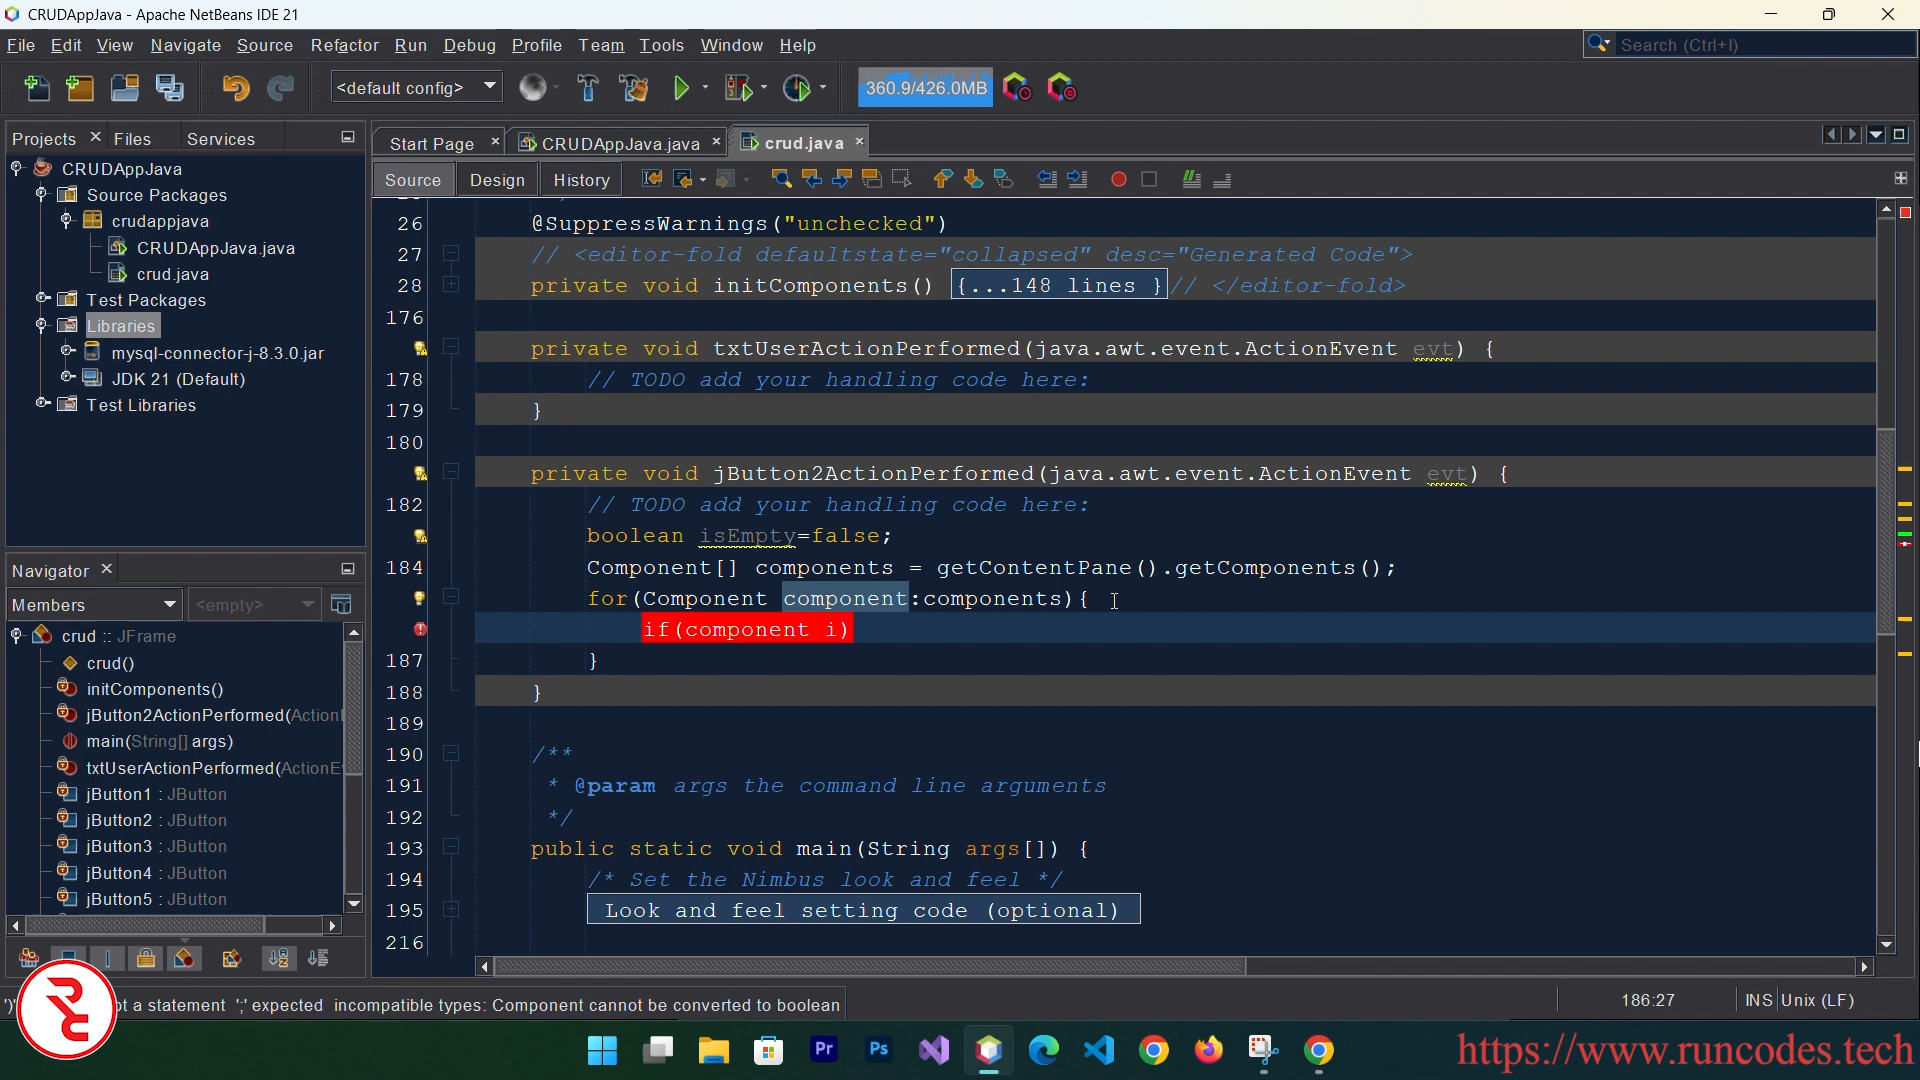 CRUDAppJava - Apache NetBeans IDE 21
File Edit View Navigate Source Refactor Run Debug Profile Team Tools Window Help
Search (Ctrl+I)
<default config>
360.9/426.0MB
Projects Files Services
CRUDAppJava
Source Packages
crudappjava
CRUDAppJava.java
crud.java
Test Packages
Libraries
mysql-connector-j-8.3.0.jar
JDK 21 (Default)
Test Libraries
Navigator
Members <empty>
crud :: JFrame
crud()
initComponents()
jButton2ActionPerformed(Action
main(String[] args)
txtUserActionPerformed(ActionE
jButton1 : JButton
jButton2 : JButton
jButton3 : JButton
jButton4 : JButton
jButton5 : JButton
Start Page CRUDAppJava.java crud.java
Source Design History
26 @SuppressWarnings("unchecked")
27 // <editor-fold defaultstate="collapsed" desc="Generated Code">
28 private void initComponents() {...148 lines }// </editor-fold>
176
private void txtUserActionPerformed(java.awt.event.ActionEvent evt) {
178 // TODO add your handling code here:
179 }
180
private void jButton2ActionPerformed(java.awt.event.ActionEvent evt) {
182 // TODO add your handling code here:
boolean isEmpty=false;
184 Component[] components = getContentPane().getComponents();
for(Component component:components){
if(component i)
187 }
188 }
189
190 /**
191 * @param args the command line arguments
192 */
193 public static void main(String args[]) {
194 /* Set the Nimbus look and feel */
195 Look and feel setting code (optional)
216
')' ot a statement ';' expected incompatible types: Component cannot be converted to boolean
186:27 INS Unix (LF)
Pr Ps
https://www.runcodes.tech